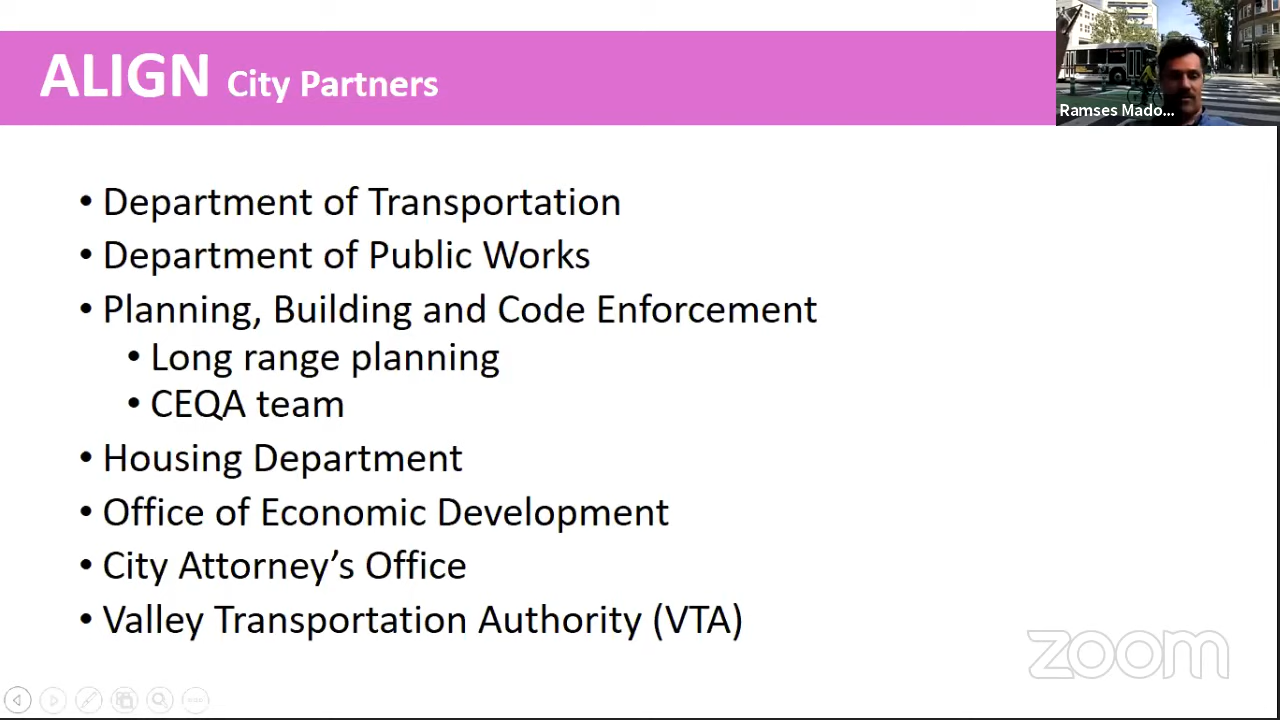 ALIGN City Partners
Ramses Mado...
• Department of Transportation
• Department of Public Works
• Planning, Building and Code Enforcement
• Long range planning
• CEQA team
• Housing Department
• Office of Economic Development
• City Attorney’s Office
• Valley Transportation Authority (VTA)
zoom